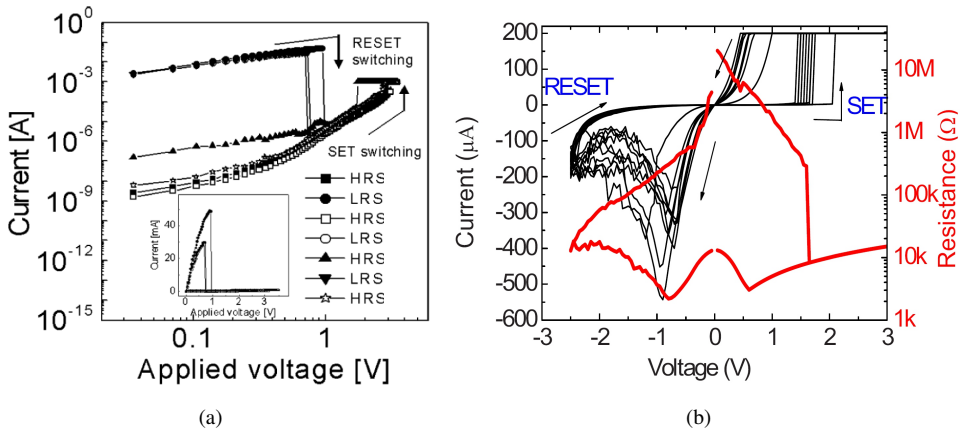 10⁰
10⁻³
10⁻⁶
10⁻⁹
10⁻¹²
10⁻¹⁵
Current [A]
RESET
switching
SET switching
HRS
LRS
HRS
LRS
HRS
LRS
HRS
40
20
0
Current [mA]
0
1
2
3
Applied voltage [V]
0.1
1
10
Applied voltage [V]
(a)
200
100
0
-100
-200
-300
-400
-500
-600
Current (μA)
RESET
SET
10M
1M
100k
10k
1k
Resistance (Ω)
-3
-2
-1
0
1
2
3
Voltage (V)
(b)